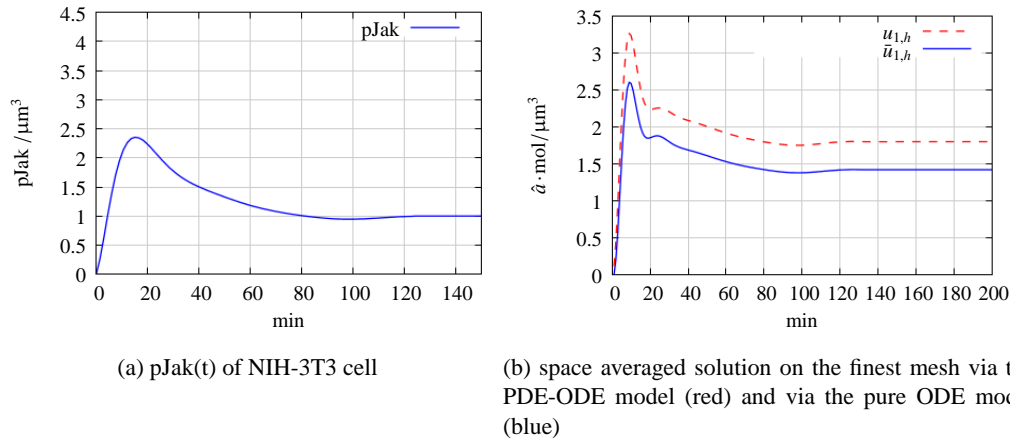 4.5
4
3.5
3
2.5
2
1.5
1
0.5
0
pJak /µm³
pJak
0 20 40 60 80 100 120 140
min
(a) pJak(t) of NIH-3T3 cell
3.5
3
2.5
2
1.5
1
0.5
0
â·mol/µm³
u₁,ₕ
ū₁,ₕ
0 20 40 60 80 100 120 140 160 180 200
min
(b) space averaged solution on the finest mesh via t
PDE-ODE model (red) and via the pure ODE mod
(blue)